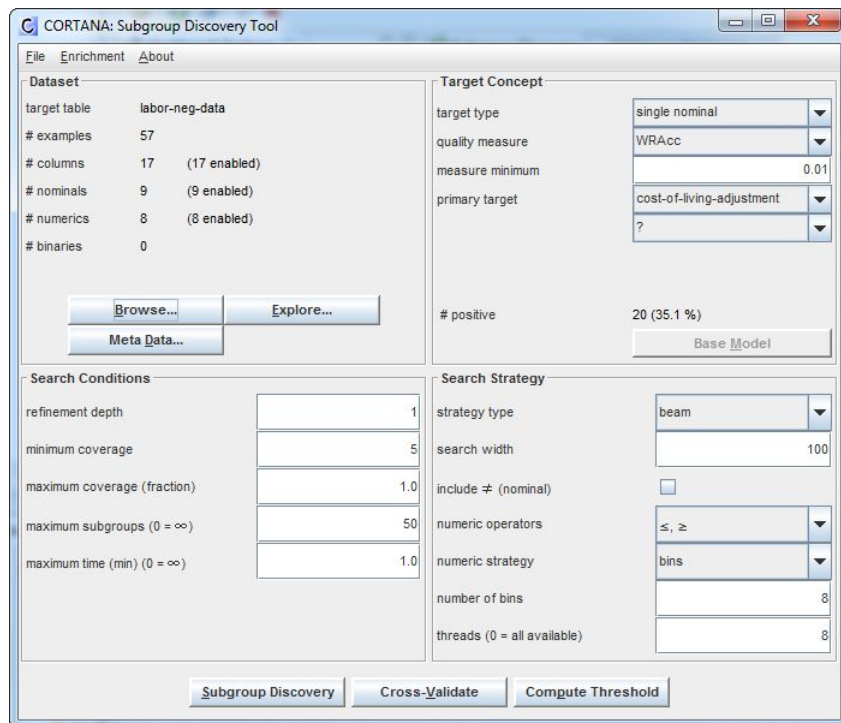 CORTANA: Subgroup Discovery Tool
File Enrichment About
Dataset
target table labor-neg-data
# examples 57
# columns 17 (17 enabled)
# nominals 9 (9 enabled)
# numerics 8 (8 enabled)
# binaries 0
Browse... Explore...
Meta Data...
Target Concept
target type single nominal
quality measure WRAcc
measure minimum 0.01
primary target cost-of-living-adjustment
?
# positive 20 (35.1 %)
Base Model
Search Conditions
refinement depth 1
minimum coverage 5
maximum coverage (fraction) 1.0
maximum subgroups (0 = ∞) 50
maximum time (min) (0 = ∞) 1.0
Search Strategy
strategy type beam
search width 100
include ≠ (nominal)
numeric operators ≤, ≥
numeric strategy bins
number of bins 8
threads (0 = all available) 8
Subgroup Discovery Cross-Validate Compute Threshold